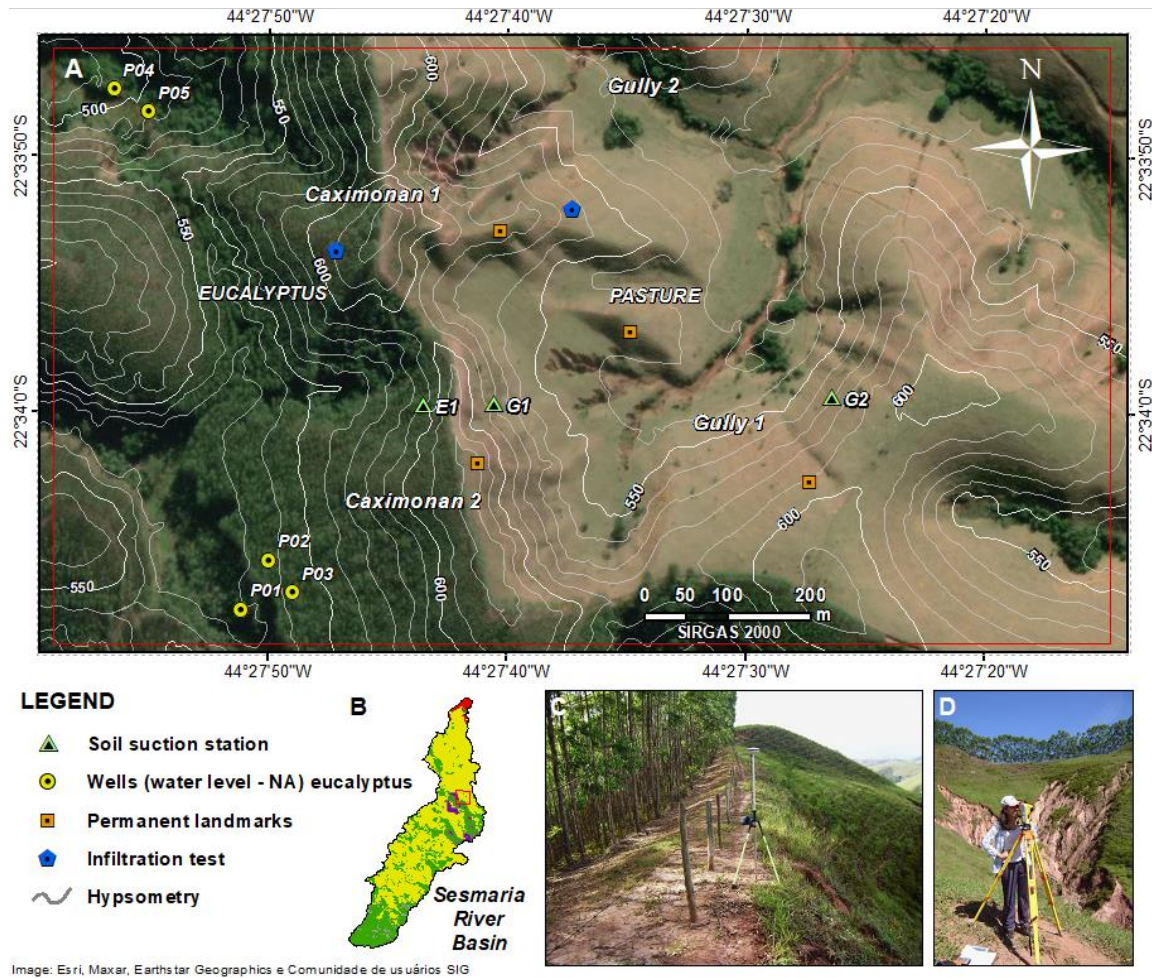 44°27'50"W
44°27'40"W
44°27'30"W
44°27'20"W
A
P04
P05
500
550
600
Gully 2
N
22°33'50"S
22°33'50"S
Caximonan 1
550
600
EUCALYPTUS
PASTURE
550
E1
G1
G2
600
22°34'0"S
22°34'0"S
Gully 1
Caximonan 2
550
600
550
P02
P03
P01
550
600
0 50 100 200
m
SIRGAS 2000
44°27'50"W
44°27'40"W
44°27'30"W
44°27'20"W
LEGEND
Soil suction station
Wells (water level - NA) eucalyptus
Permanent landmarks
Infiltration test
Hypsometry
B
Sesmaria
River
Basin
C
D
Image: Esri, Maxar, Earthstar Geographics e Comunidade de usuários SIG